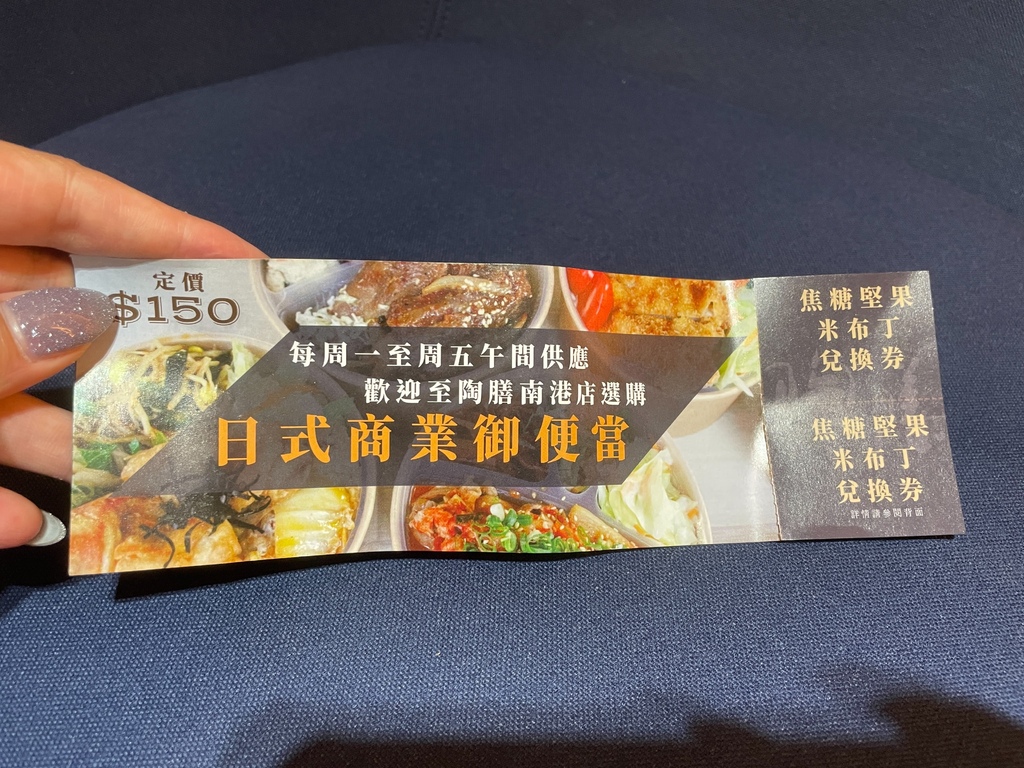 定價
$150
每周一至周五午間供應
歡迎至陶膳南港店選購
日式商業御便當
焦糖堅果
米布丁
兌換券
焦糖堅果
米布丁
兌換券
詳情請參閱背面